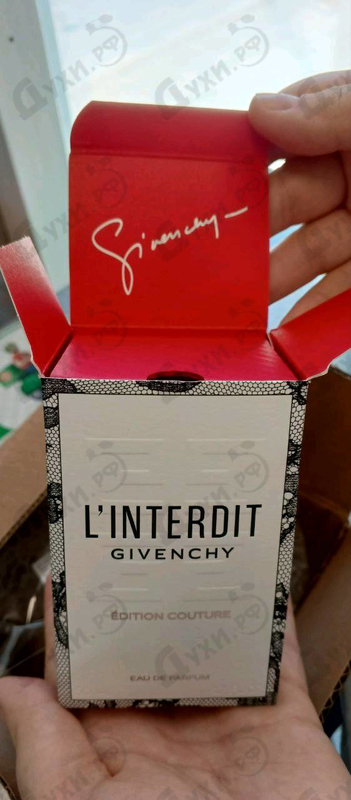 Givenchy
L'INTERDIT
GIVENCHY
ÉDITION COUTURE
EAU DE PARFUM
Духи.РФ